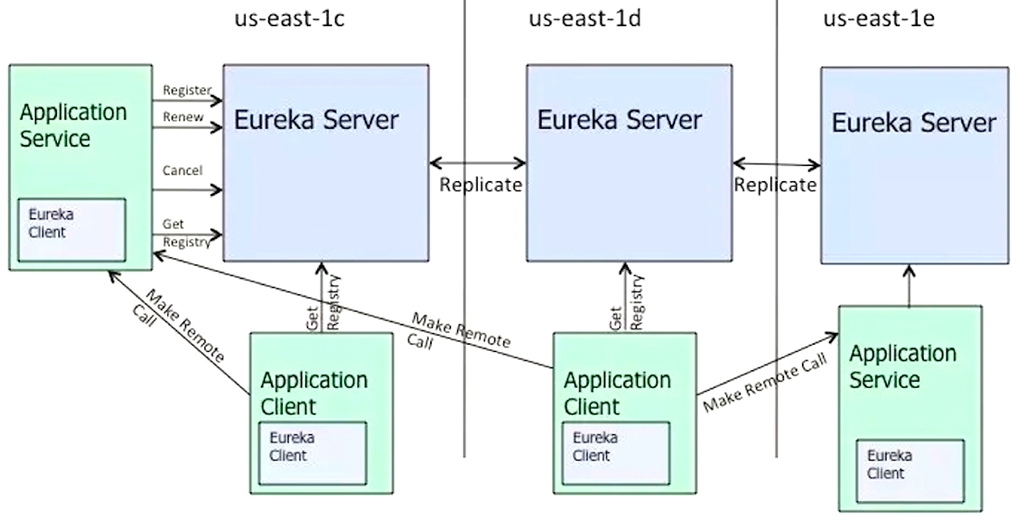 us-east-1c
us-east-1d
us-east-1e
Application
Service
Eureka
Client
Register
Renew
Cancel
Get
Registry
Eureka Server
Replicate
Eureka Server
Replicate
Eureka Server
Make Remote
Call
Get
Registry
Make Remote
Call
Get
Registry
Make Remote Call
Application
Client
Eureka
Client
Application
Client
Eureka
Client
Application
Service
Eureka
Client